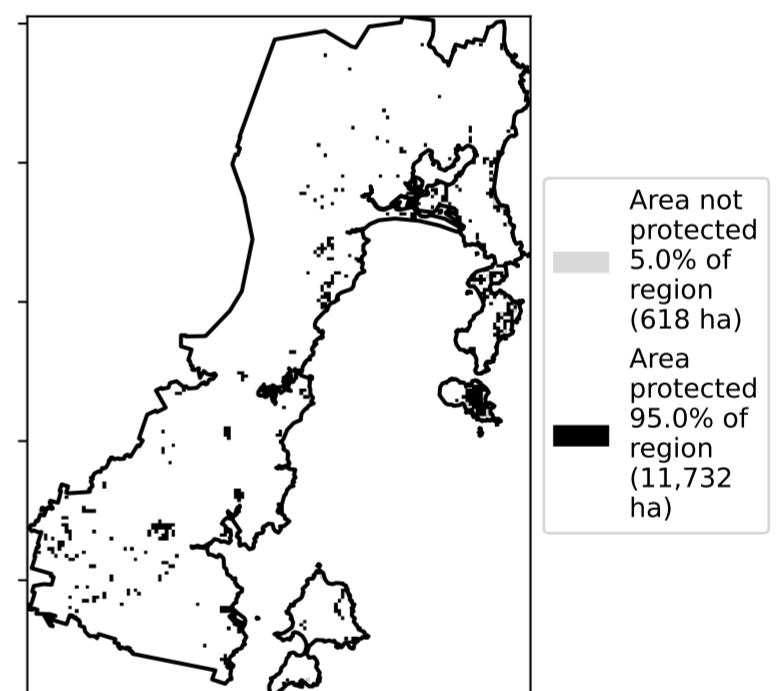 Area not
protected
5.0% of
region
(618 ha)
Area
protected
95.0% of
region
(11,732
ha)